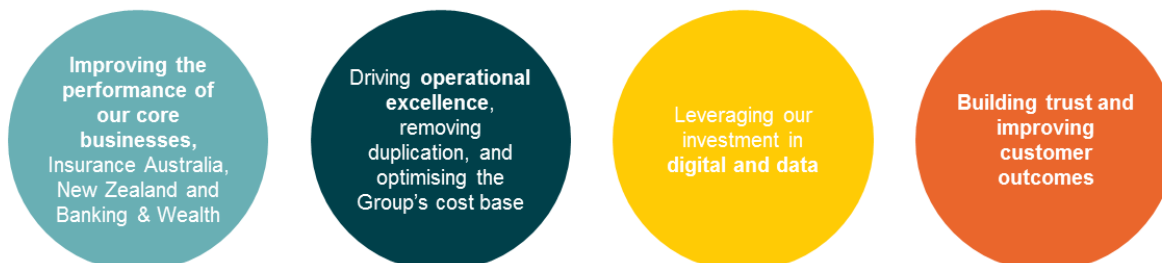 Improving the
performance of
our core
businesses,
Insurance Australia,
New Zealand and
Banking & Wealth
Driving operational
excellence,
removing
duplication, and
optimising the
Group's cost base
Leveraging our
investment in
digital and data
Building trust and
improving
customer
outcomes